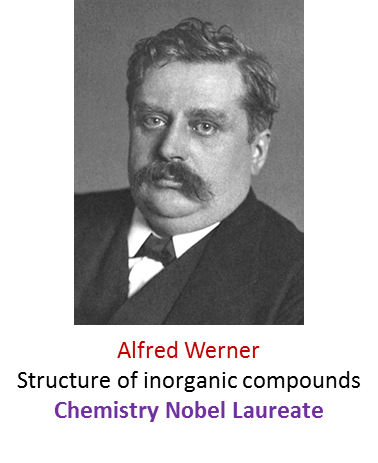 Alfred Werner
Structure of inorganic compounds
Chemistry Nobel Laureate